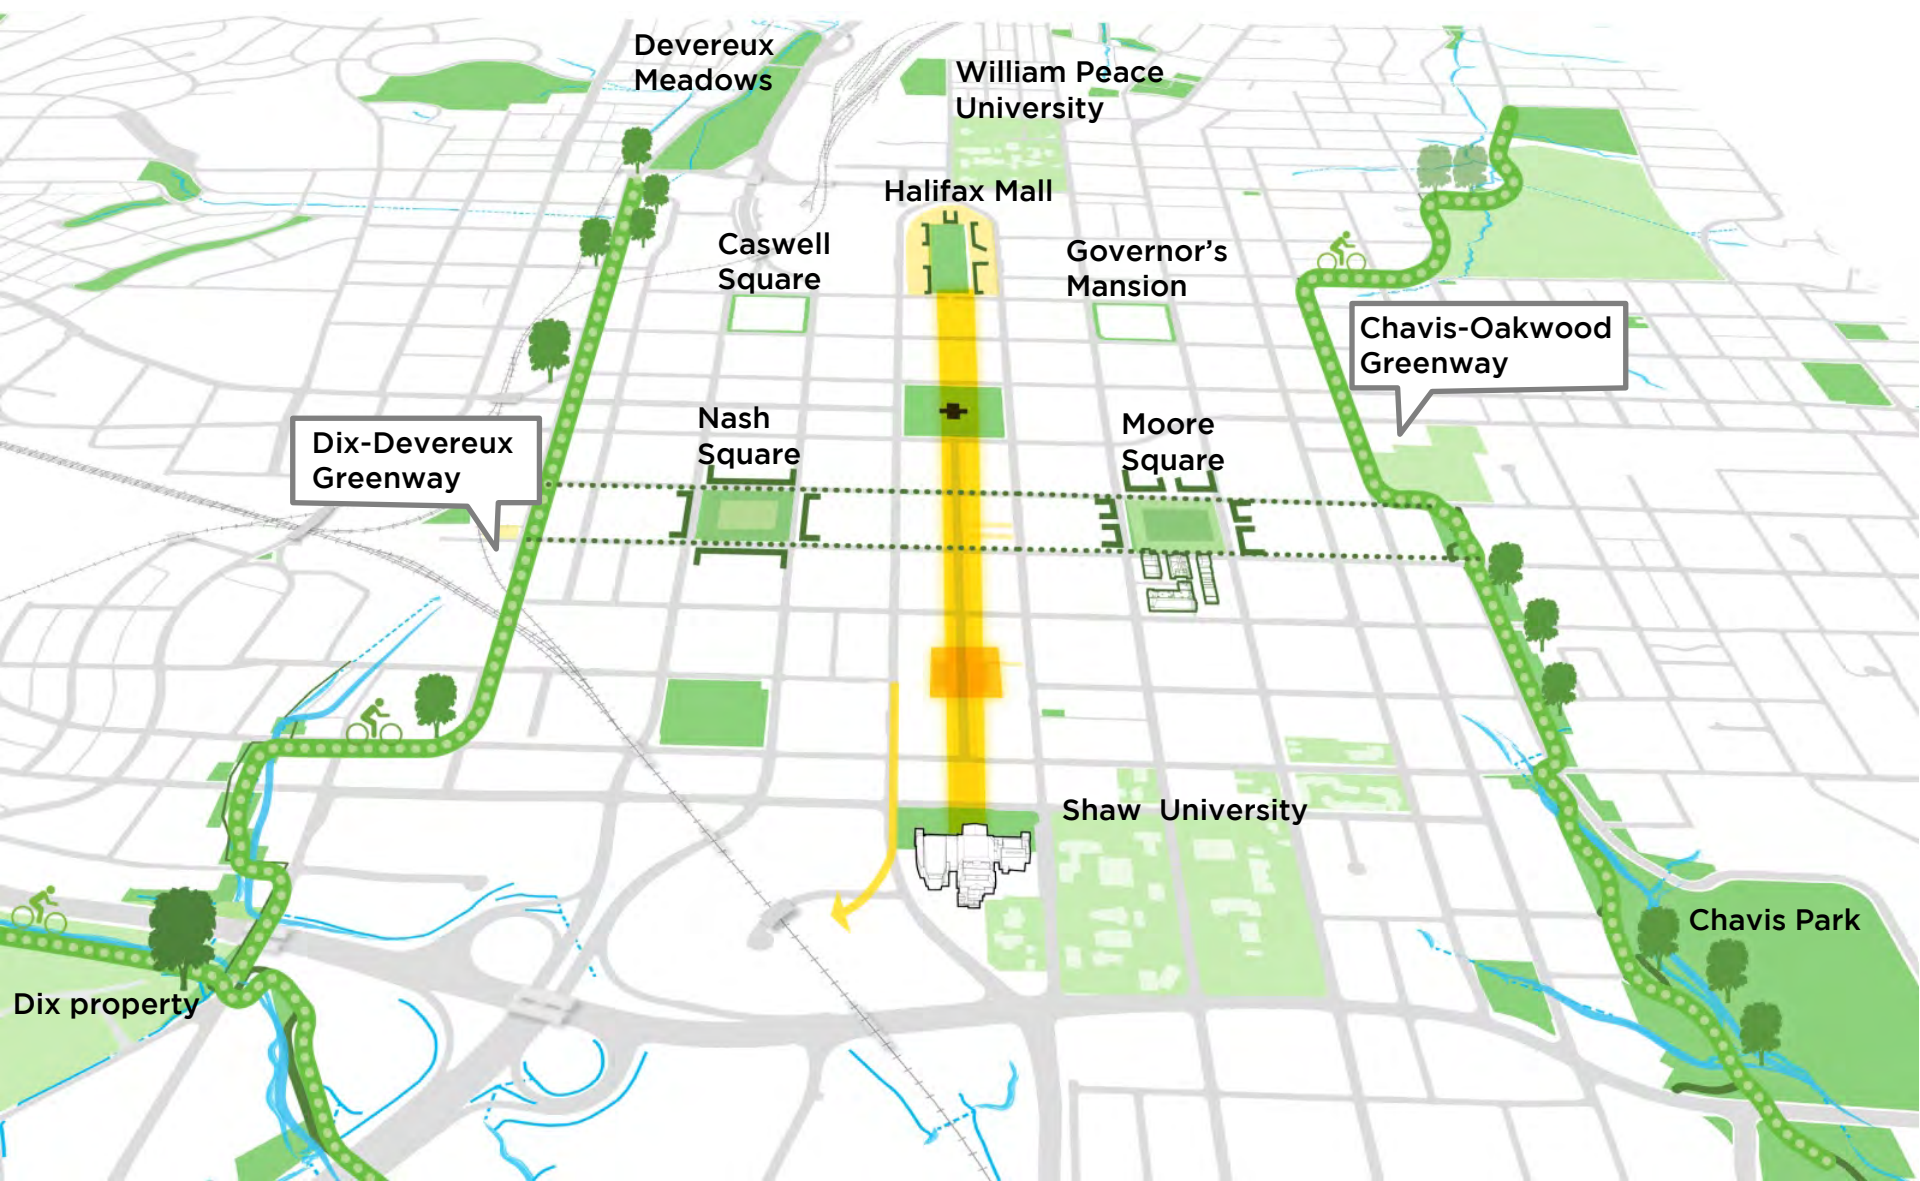 Devereux
Meadows
William Peace
University
Halifax Mall
Caswell
Square
Governor's
Mansion
Chavis-Oakwood
Greenway
Nash
Square
Moore
Square
Dix-Devereux
Greenway
Shaw University
Chavis Park
Dix property